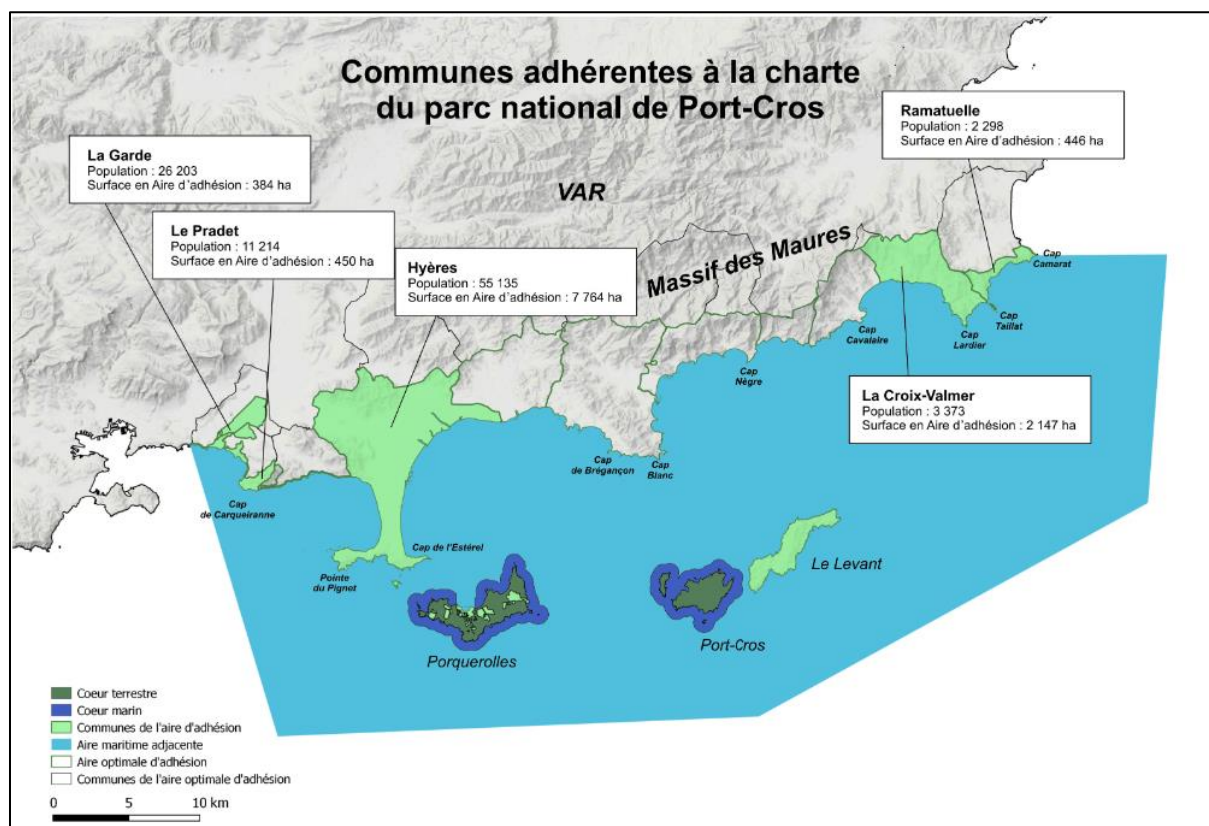 Communes adhérentes à la charte
du parc national de Port-Cros
Ramatuelle
Population : 2 298
Surface en Aire d'adhésion : 446 ha
La Garde
Population : 26 203
Surface en Aire d'adhésion : 384 ha
VAR
Le Pradet
Population : 11 214
Surface en Aire d'adhésion : 450 ha
Hyères
Population : 55 135
Surface en Aire d'adhésion : 7 764 ha
Massif des Maures
Cap
Camarat
Cap
Taillat
Cap
Lardier
Cap
Cavalaire
Cap
Nègre
La Croix-Valmer
Population : 3 373
Surface en Aire d'adhésion : 2 147 ha
Cap
de Brégançon
Cap
Blanc
Cap
de Carqueiranne
Cap de l'Estérel
Pointe
du Pignet
Le Levant
Port-Cros
Porquerolles
Coeur terrestre
Coeur marin
Communes de l'aire d'adhésion
Aire maritime adjacente
Aire optimale d'adhésion
Communes de l'aire optimale d'adhésion
0 5 10 km